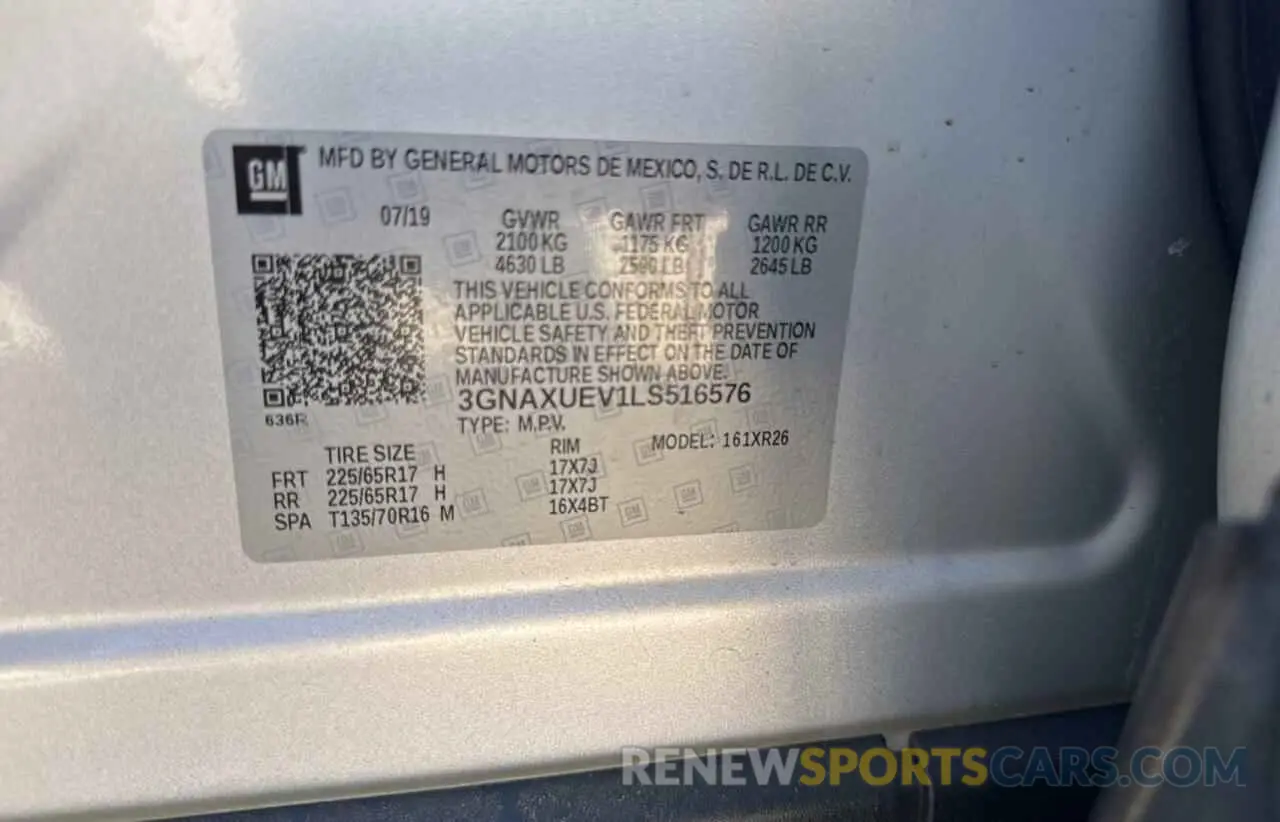 GM MFD BY GENERAL MOTORS DE MEXICO, S. DE R.L. DE C.V.
07/19 GVWR GAWR FRT GAWR RR
2100 KG 1175 KG 1200 KG
4630 LB 2590 LB 2645 LB
THIS VEHICLE CONFORMS TO ALL
APPLICABLE U.S. FEDERAL MOTOR
VEHICLE SAFETY AND THEFT PREVENTION
STANDARDS IN EFFECT ON THE DATE OF
MANUFACTURE SHOWN ABOVE.
3GNAXUEV1LS516576
636R
TYPE: M.P.V.
TIRE SIZE RIM MODEL: 161XR26
FRT 225/65R17 H 17X7J
RR 225/65R17 H 17X7J
SPA T135/70R16 M 16X4BT
RENEWSPORTSCARS.COM